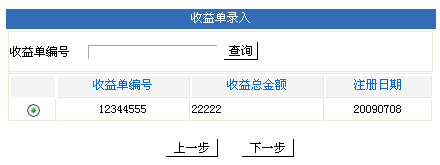 收益单录入
收益单编号 查询
收益单编号 收益总金额 注册日期
12344555 22222 20090708
上一步 下一步